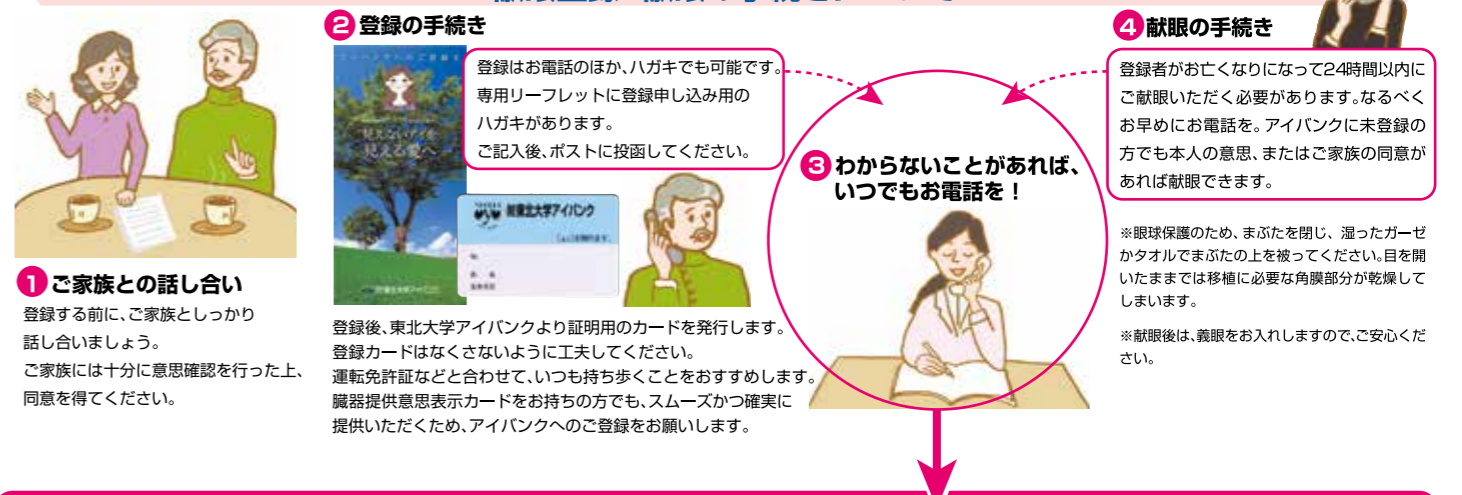 ❶ご家族との話し合い
登録する前に、ご家族としっかり
話し合いましょう。
ご家族には十分に意思確認を行った上、
同意を得てください。
❷登録の手続き
登録はお電話のほか、ハガキでも可能です。
専用リーフレットに登録申し込み用の
ハガキがあります。
ご記入後、ポストに投函してください。
見えないアイを
見える愛へ
東北大学アイバンク
登録後、東北大学アイバンクより証明用のカードを発行します。
登録カードはなくさないように工夫してください。
運転免許証などと合わせて、いつも持ち歩くことをおすすめします。
臓器提供意思表示カードをお持ちの方でも、スムーズかつ確実に
提供いただくため、アイバンクへのご登録をお願いします。
❸わからないことがあれば、
いつでもお電話を！
❹献眼の手続き
登録者がお亡くなりになって24時間以内に
ご献眼いただく必要があります。なるべく
お早めにお電話を。アイバンクに未登録の
方でも本人の意思、またはご家族の同意が
あれば献眼できます。
※眼球保護のため、まぶたを閉じ、湿ったガーゼ
かタオルでまぶたの上を被ってください。目を開
いたままでは移植に必要な角膜部分が乾燥して
しまいます。
※献眼後は、義眼をお入れしますので、ご安心くだ
さい。